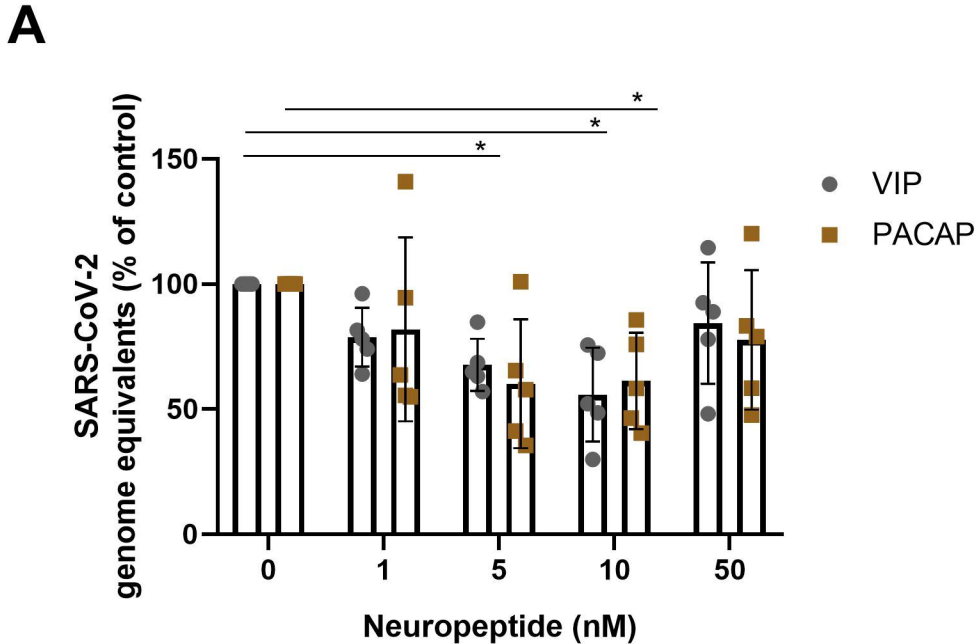 A
*
*
*
150
100
50
0
SARS-CoV-2
genome equivalents (% of control)
VIP
PACAP
0 1 5 10 50
Neuropeptide (nM)